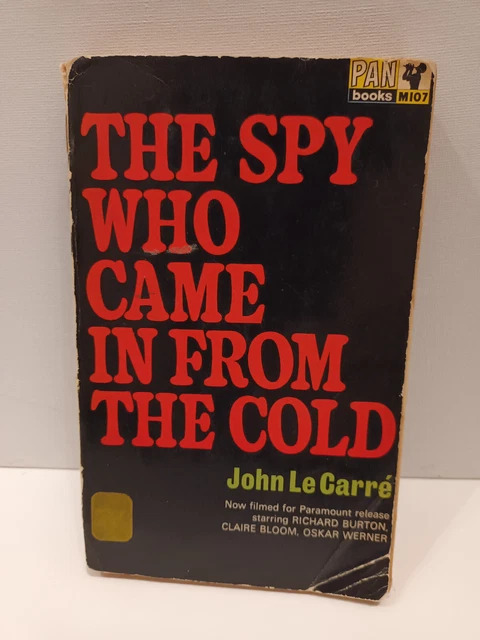 PAN
books M107
THE SPY
WHO
CAME
IN FROM
THE COLD
John Le Carré
Now filmed for Paramount release
starring RICHARD BURTON,
CLAIRE BLOOM, OSKAR WERNER